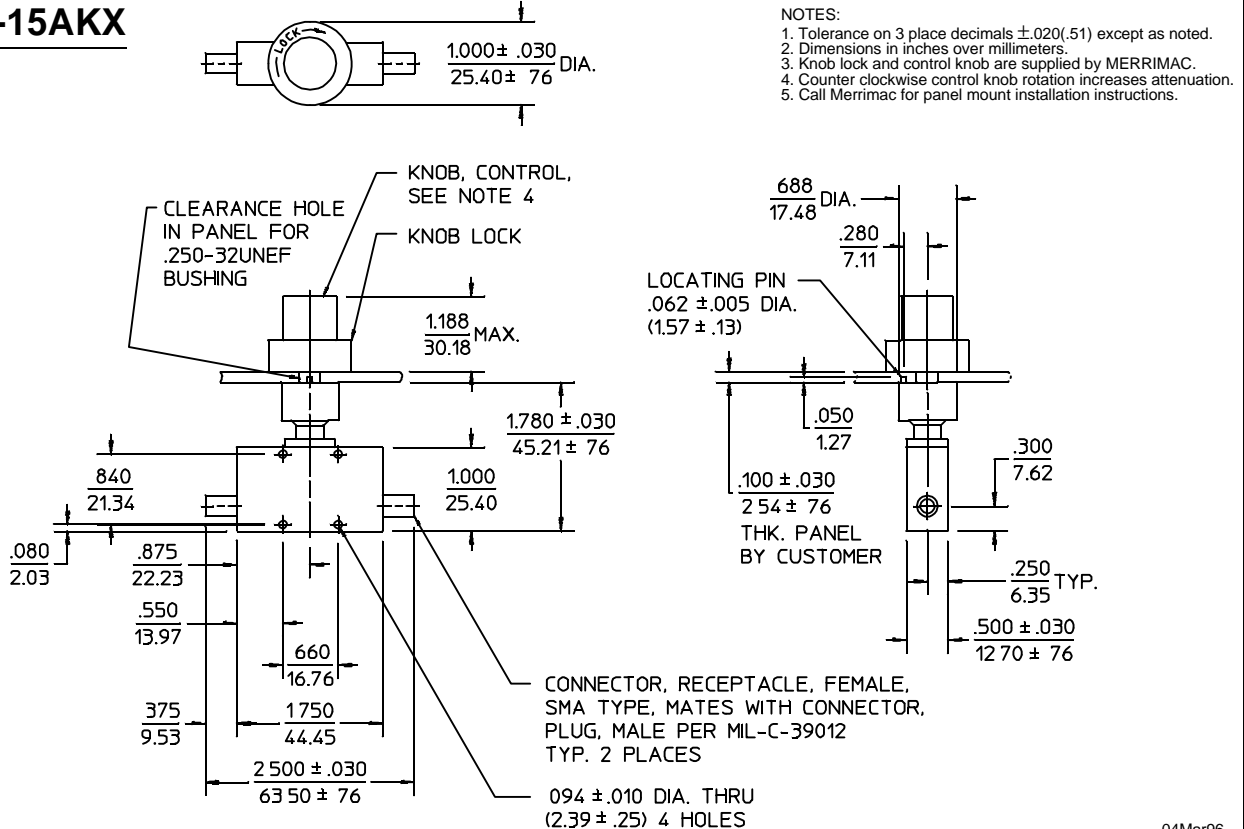 -15AKX
LOCK
1.000± .030
25.40± 76
DIA.
NOTES:
1. Tolerance on 3 place decimals ±.020(.51) except as noted.
2. Dimensions in inches over millimeters.
3. Knob lock and control knob are supplied by MERRIMAC.
4. Counter clockwise control knob rotation increases attenuation.
5. Call Merrimac for panel mount installation instructions.
KNOB, CONTROL,
SEE NOTE 4
KNOB LOCK
CLEARANCE HOLE
IN PANEL FOR
.250-32UNEF
BUSHING
1.188
30.18
MAX.
1.780 ±.030
45.21± 76
1.000
25.40
840
21.34
.080
2.03
.875
22.23
.550
13.97
660
16.76
375
9.53
1750
44.45
2 500 ±.030
63 50 ± 76
CONNECTOR, RECEPTACLE, FEMALE,
SMA TYPE, MATES WITH CONNECTOR,
PLUG, MALE PER MIL-C-39012
TYP. 2 PLACES
094 ±.010 DIA. THRU
(2.39 ±.25) 4 HOLES
688
17.48
DIA.
.280
7.11
LOCATING PIN
.062 ±.005 DIA.
(1.57 ± .13)
.050
1.27
.100 ±.030
2 54 ± 76
THK. PANEL
BY CUSTOMER
.300
7.62
.250
6.35
TYP.
.500 ±.030
12 70 ± 76
04Mar96